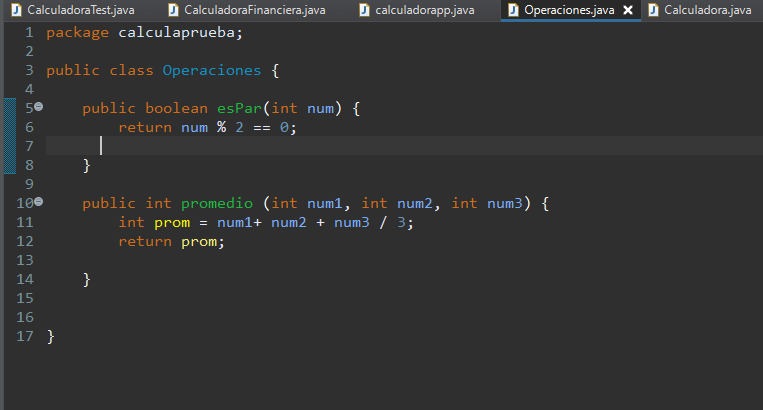 CalculadoraTest.java CalculadoraFinanciera.java calculadorapp.java Operaciones.java Calculadora.java
1 package calculaprueba;
2
3 public class Operaciones {
4
5 public boolean esPar(int num) {
6 return num % 2 == 0;
7
8 }
9
10 public int promedio (int num1, int num2, int num3) {
11 int prom = num1+ num2 + num3 / 3;
12 return prom;
13
14 }
15
16
17 }